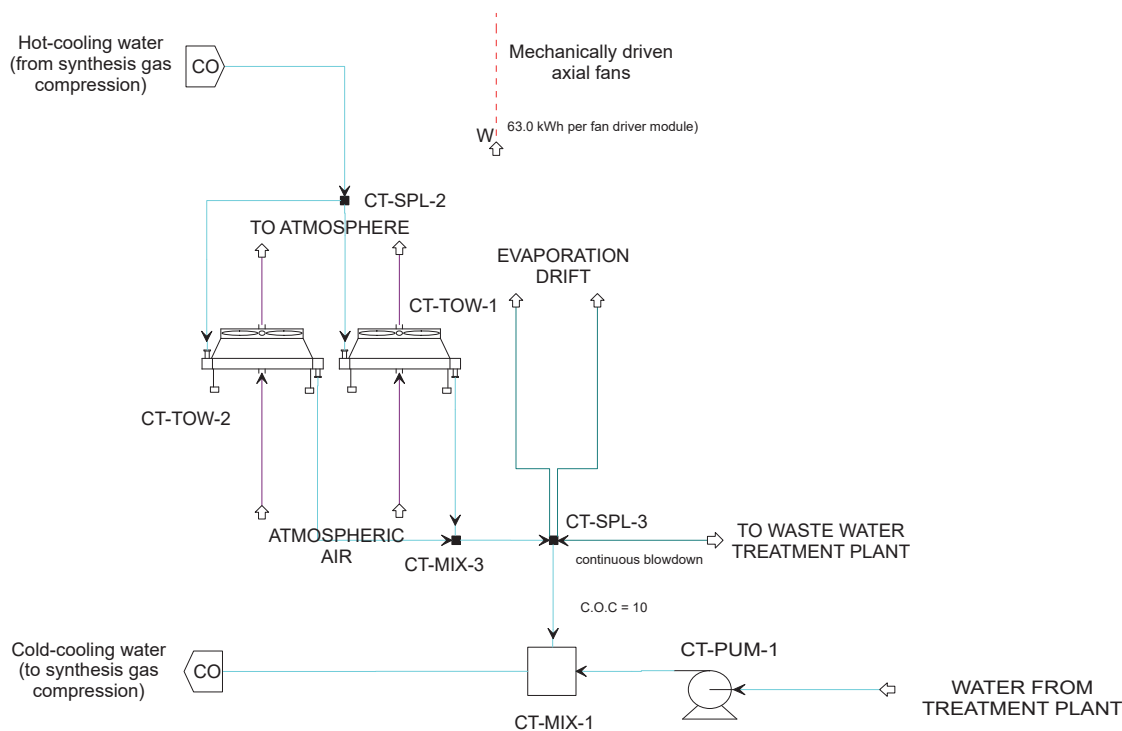 Hot-cooling water
(from synthesis gas
compression)
CO
Mechanically driven
axial fans
W
63.0 kWh per fan driver module)
CT-SPL-2
TO ATMOSPHERE
EVAPORATION
DRIFT
CT-TOW-1
CT-TOW-2
ATMOSPHERIC
AIR
CT-MIX-3
CT-SPL-3
continuous blowdown
TO WASTE WATER
TREATMENT PLANT
C.O.C = 10
Cold-cooling water
(to synthesis gas
compression)
CO
CT-PUM-1
CT-MIX-1
WATER FROM
TREATMENT PLANT